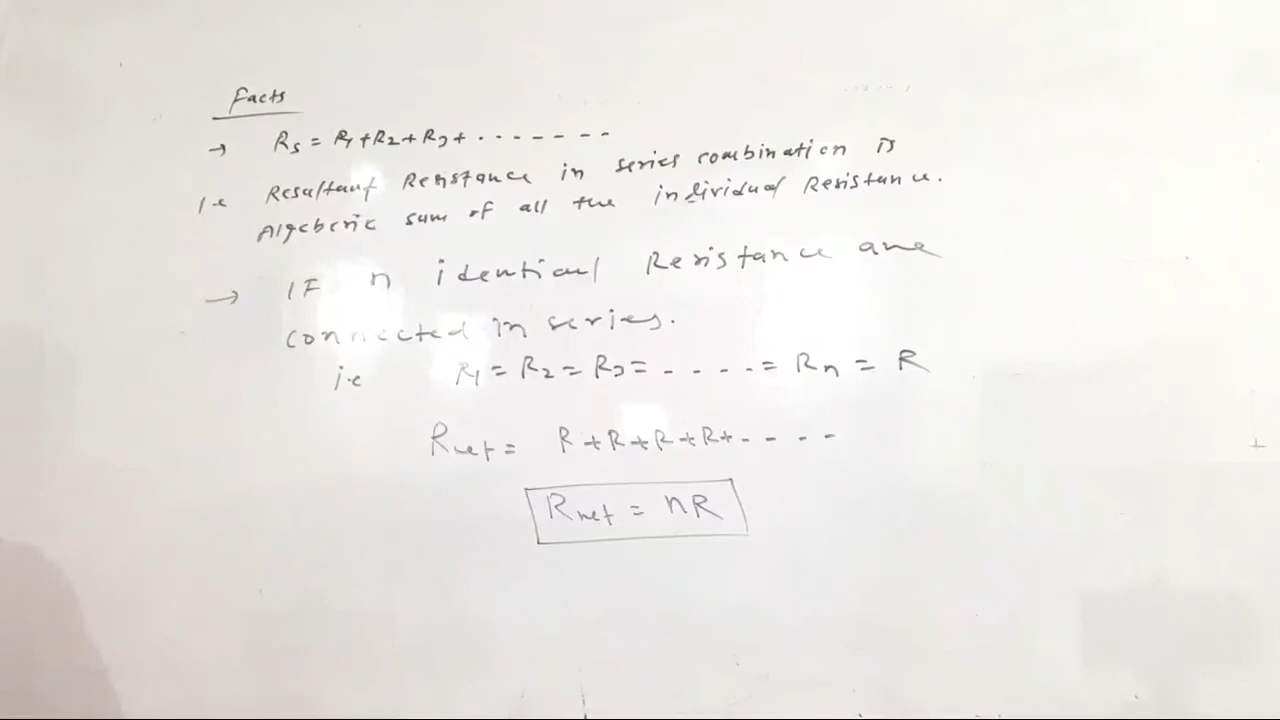 Facts
→ Rs = R1 + R2 + R3 + . - - - - - -
i.e Resultant Resistance in series combination is
Algeberic sum of all the individual Resistance.
→ IF n identical Resistance are
connected in series.
i.e R1 = R2 = R3 = - - - - . = Rn = R
Rnet = R + R + R + R + - - - -
Rnet = nR